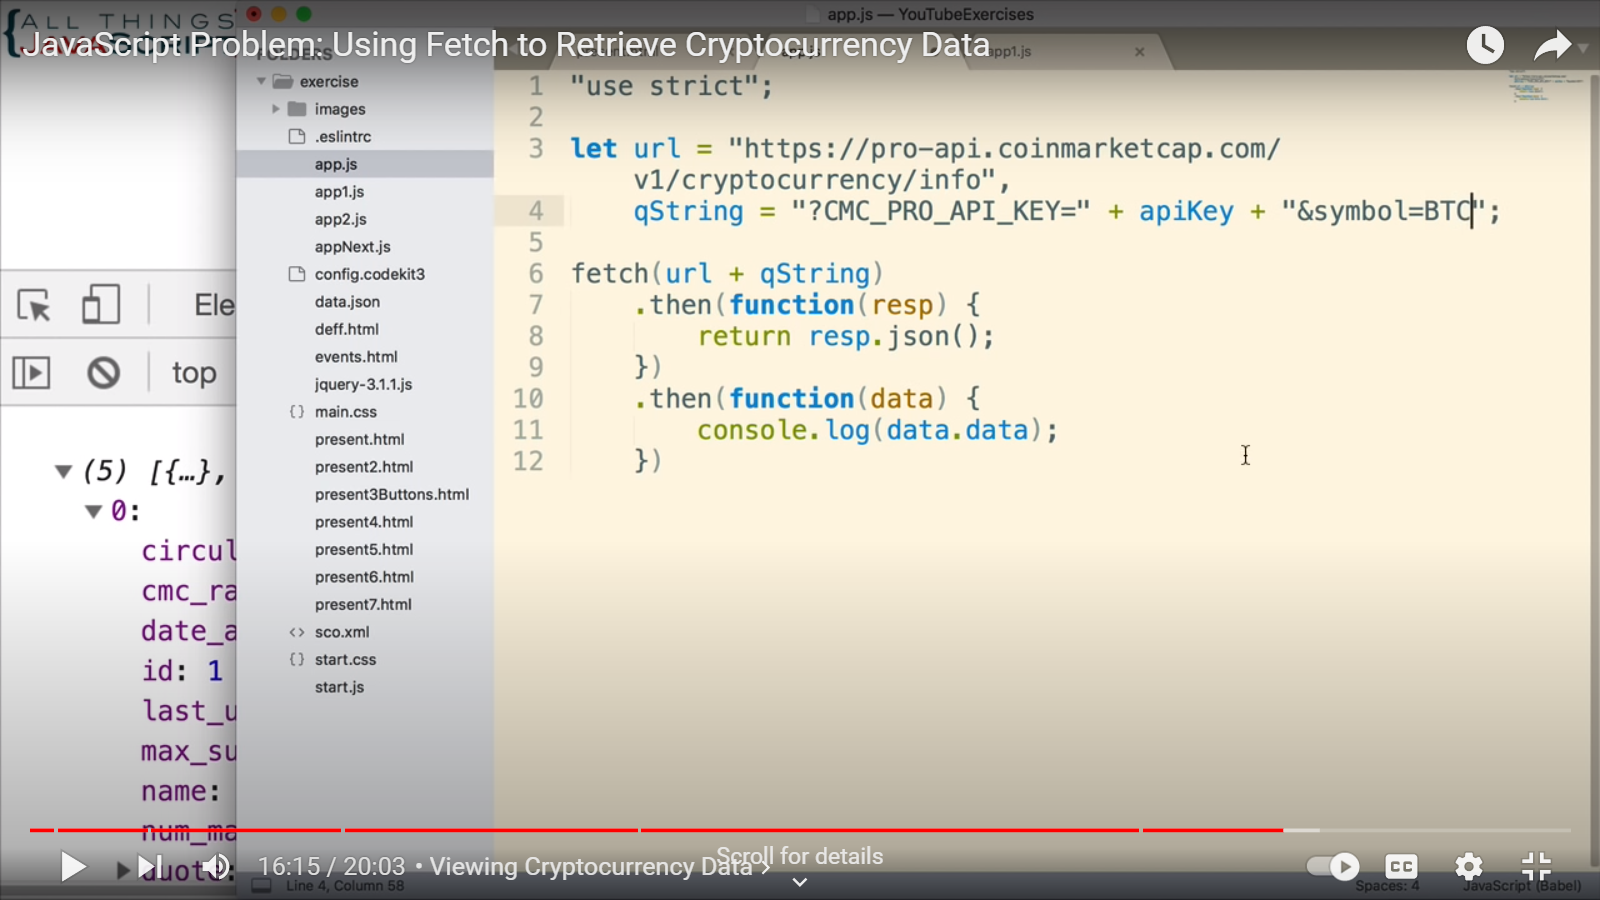 ALL THINGS
JavaScript Problem: Using Fetch to Retrieve Cryptocurrency Data
app.js — YouTubeExercises
FOLDERS
app1.js
exercise
images
.eslintrc
app.js
app1.js
app2.js
appNext.js
config.codekit3
data.json
deff.html
events.html
jquery-3.1.1.js
main.css
present.html
present2.html
present3Buttons.html
present4.html
present5.html
present6.html
present7.html
sco.xml
start.css
start.js
1 "use strict";
2
3 let url = "https://pro-api.coinmarketcap.com/
v1/cryptocurrency/info",
4 qString = "?CMC_PRO_API_KEY=" + apiKey + "&symbol=BTC";
5
6 fetch(url + qString)
7 .then(function(resp) {
8 return resp.json();
9 })
10 .then(function(data) {
11 console.log(data.data);
12 })
Ele
top
(5) [{…},
0:
circul
cmc_ra
date_a
id: 1
last_u
max_su
name:
num_ma
quote:
16:15 / 20:03 • Viewing Cryptocurrency Data
Scroll for details
CC
Line 4, Column 58
Spaces: 4
JavaScript (Babel)